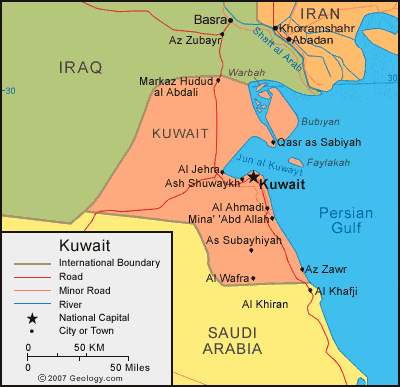 IRAN
Basra
Khorramshahr
Az Zubayr
Abadan
Shatt al Arab
IRAQ
Warbah
Markaz Hudud
al Abdali
30
30
Bubiyan
KUWAIT
Qasr as Sabiyah
Jun al Kuwayt
Faylakah
Al Jehra
Ash Shuwaykh
Kuwait
Al Ahmadi
Mina' 'Abd Allah
Persian
Gulf
As Subayhiyah
Az Zawr
Al Wafra
Al Khafji
Al Khiran
SAUDI
ARABIA
Kuwait
International Boundary
Road
Minor Road
River
National Capital
City or Town
0
50 KM
0
50 Miles
© 2007 Geology.com